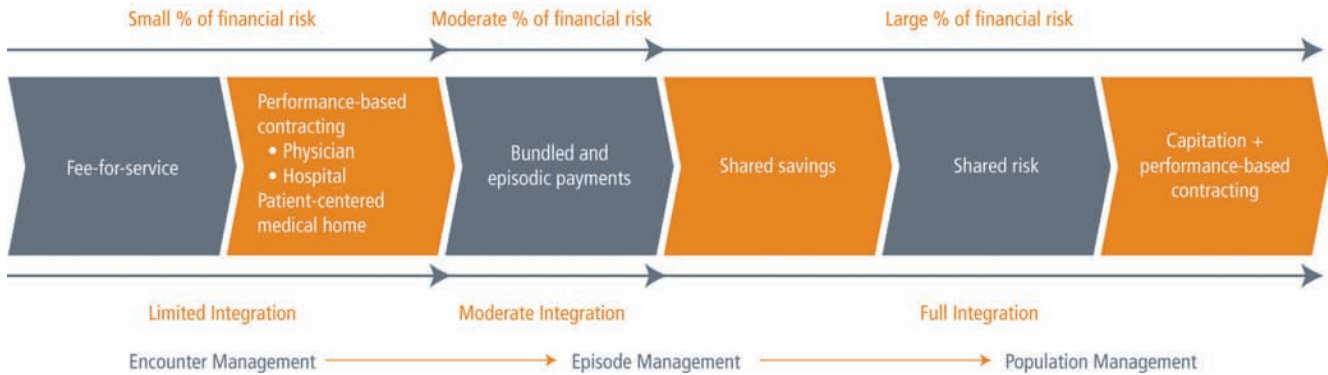 Small % of financial risk
Moderate % of financial risk
Large % of financial risk
Fee-for-service
Performance-based
contracting
• Physician
• Hospital
Patient-centered
medical home
Bundled and
episodic payments
Shared savings
Shared risk
Capitation +
performance-based
contracting
Limited Integration
Moderate Integration
Full Integration
Encounter Management
Episode Management
Population Management